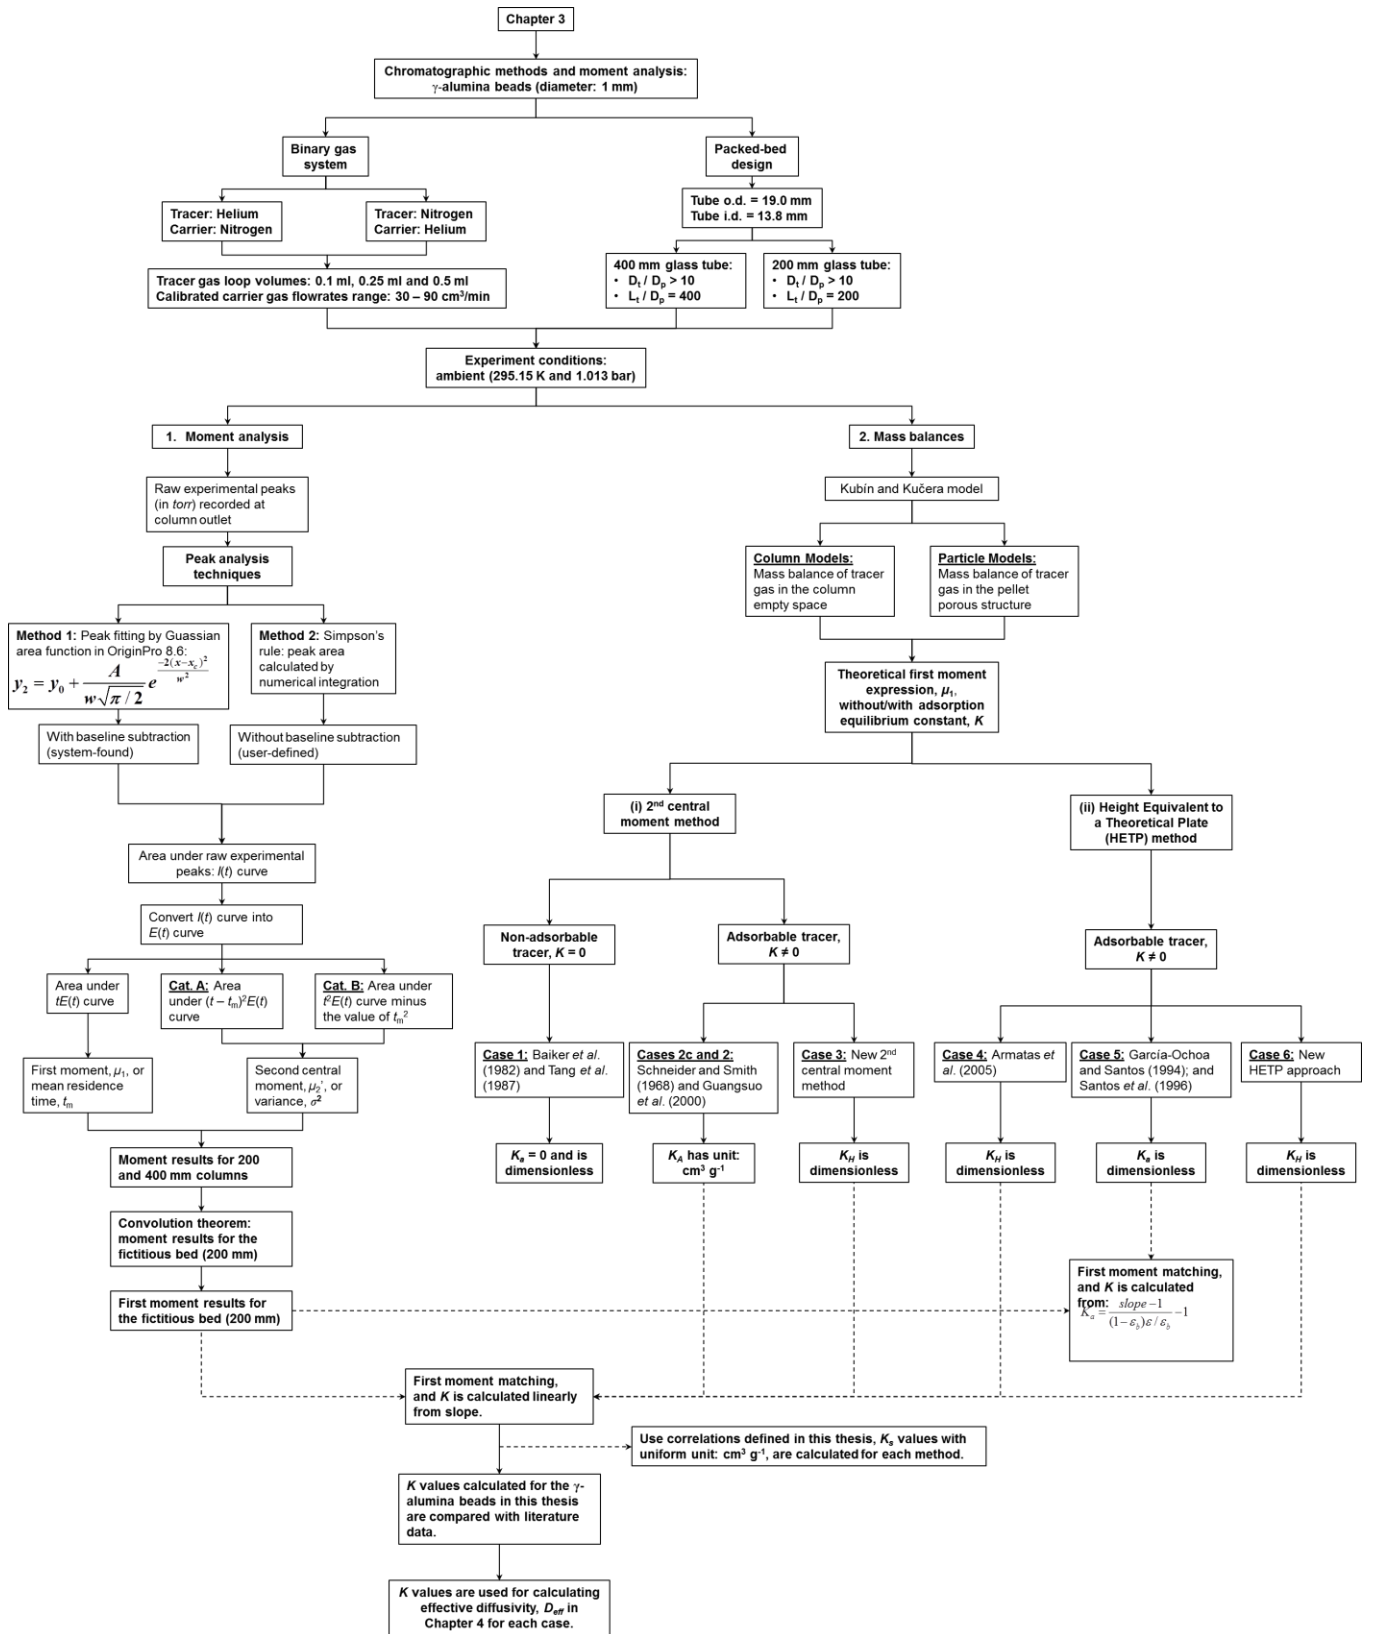 Chapter 3
Chromatographic methods and moment analysis:
γ-alumina beads (diameter: 1 mm)
Binary gas
system
Packed-bed
design
Tracer: Helium
Carrier: Nitrogen
Tracer: Nitrogen
Carrier: Helium
Tube o.d. = 19.0 mm
Tube i.d. = 13.8 mm
Tracer gas loop volumes: 0.1 ml, 0.25 ml and 0.5 ml
Calibrated carrier gas flowrates range: 30 – 90 cm³/min
400 mm glass tube:
• Dt / Dp > 10
• Lt / Dp = 400
200 mm glass tube:
• Dt / Dp > 10
• Lt / Dp = 200
Experiment conditions:
ambient (295.15 K and 1.013 bar)
1. Moment analysis
2. Mass balances
Raw experimental peaks
(in torr) recorded at
column outlet
Kubín and Kučera model
Peak analysis
techniques
Column Models:
Mass balance of tracer
gas in the column
empty space
Particle Models:
Mass balance of tracer
gas in the pellet
porous structure
Method 1: Peak fitting by Guassian
area function in OriginPro 8.6:
y₂ = y₀ + A / (w√(π / 2)) e^(−2(x−x_c)² / w²)
Method 2: Simpson's
rule: peak area
calculated by
numerical integration
Theoretical first moment
expression, μ₁,
without/with adsorption
equilibrium constant, K
With baseline subtraction
(system-found)
Without baseline subtraction
(user-defined)
(i) 2nd central
moment method
(ii) Height Equivalent to
a Theoretical Plate
(HETP) method
Area under raw experimental
peaks: I(t) curve
Convert I(t) curve into
E(t) curve
Non-adsorbable
tracer, K = 0
Adsorbable tracer,
K ≠ 0
Adsorbable tracer,
K ≠ 0
Area under
tE(t) curve
Cat. A: Area
under (t – tm)²E(t)
curve
Cat. B: Area under
t²E(t) curve minus
the value of tm²
First moment, μ₁, or
mean residence
time, tm
Second central
moment, μ₂', or
variance, σ²
Case 1: Baiker et al.
(1982) and Tang et al.
(1987)
Cases 2c and 2:
Schneider and Smith
(1968) and Guangsuo
et al. (2000)
Case 3: New 2nd
central moment
method
Case 4: Armatas et
al. (2005)
Case 5: García-Ochoa
and Santos (1994); and
Santos et al. (1996)
Case 6: New
HETP approach
Moment results for 200
and 400 mm columns
Ka = 0 and is
dimensionless
KA has unit:
cm³ g⁻¹
KH is
dimensionless
KH is
dimensionless
Ka is
dimensionless
KH is
dimensionless
Convolution theorem:
moment results for the
fictitious bed (200 mm)
First moment results for
the fictitious bed (200 mm)
First moment matching,
and K is calculated
from:
Ka = (slope − 1) / ((1 − εb)ε / εb) − 1
First moment matching,
and K is calculated linearly
from slope.
Use correlations defined in this thesis, Ks values with
uniform unit: cm³ g⁻¹, are calculated for each method.
K values calculated for the γ-
alumina beads in this thesis
are compared with literature
data.
K values are used for calculating
effective diffusivity, Deff in
Chapter 4 for each case.